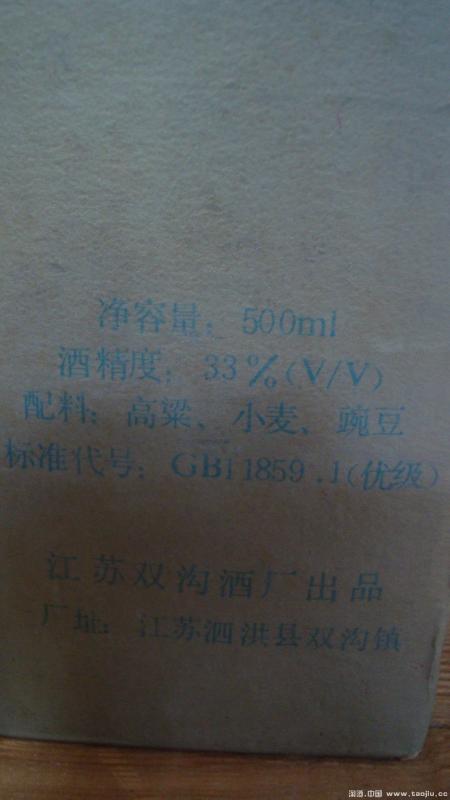 净容量：500ml
酒精度：33%(V/V)
配料：高粱、小麦、豌豆
标准代号：GB11859.1(优级)
江苏双沟酒厂出品
厂址：江苏泗洪县双沟镇
淘酒.中国 www.taojiu.cc